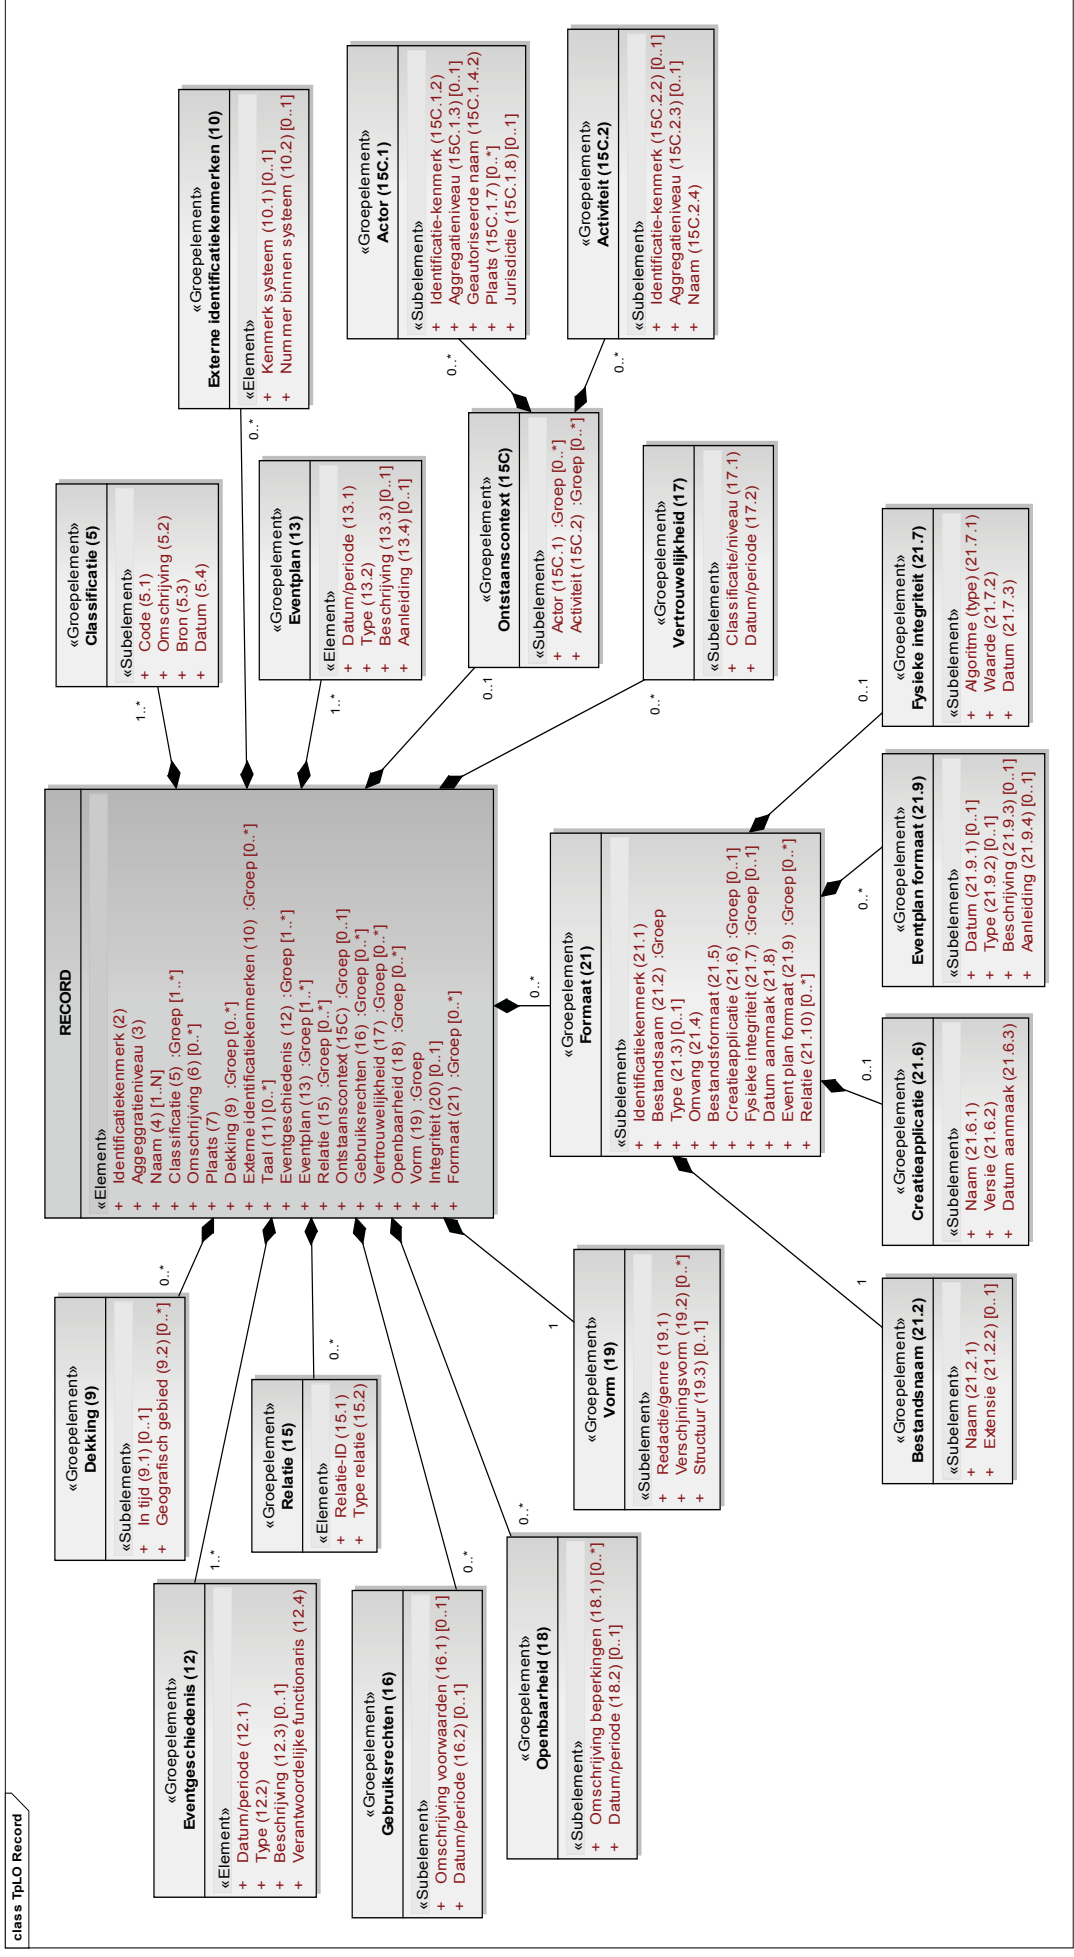 class TpLO Record
«Groepelement»
Dekking (9)
«Subelement»
+ In tijd (9.1) [0..1]
+ Geografisch gebied (9.2) [0..*]
0..*
«Groepelement»
Eventgeschiedenis (12)
«Element»
+ Datum/periode (12.1)
+ Type (12.2)
+ Beschrijving (12.3) [0..1]
+ Verantwoordelijke functionaris (12.4)
1..*
«Groepelement»
Relatie (15)
«Element»
+ Relatie-ID (15.1)
+ Type relatie (15.2)
0..*
«Groepelement»
Gebruiksrechten (16)
«Subelement»
+ Omschrijving voorwaarden (16.1) [0..1]
+ Datum/periode (16.2) [0..1]
0..*
«Groepelement»
Openbaarheid (18)
«Subelement»
+ Omschrijving beperkingen (18.1) [0..*]
+ Datum/periode (18.2) [0..1]
0..*
«Groepelement»
Vorm (19)
«Subelement»
+ Redactie/genre (19.1)
+ Verschjningsvorm (19.2) [0..*]
+ Structuur (19.3) [0..1]
1
RECORD
«Element»
+ Identificatiekenmerk (2)
+ Aggeggratieniveau (3)
+ Naam (4) [1..N]
+ Classificatie (5) :Groep [1..*]
+ Omschrijving (6) [0..*]
+ Plaats (7)
+ Dekking (9) :Groep [0..*]
+ Externe identificatiekenmerken (10) :Groep [0..*]
+ Taal (11) [0..*]
+ Eventgeschiedenis (12) :Groep [1..*]
+ Eventplan (13) :Groep [1..*]
+ Relatie (15) :Groep [0..*]
+ Ontstaanscontext (15C) :Groep [0..1]
+ Gebruiksrechten (16) :Groep [0..*]
+ Vertrouwelijkheid (17) :Groep [0..*]
+ Openbaarheid (18) :Groep [0..*]
+ Vorm (19) :Groep
+ Integriteit (20) [0..1]
+ Formaat (21) :Groep [0..*]
«Groepelement»
Classificatie (5)
«Subelement»
+ Code (5.1)
+ Omschrijving (5.2)
+ Bron (5.3)
+ Datum (5.4)
1..*
«Groepelement»
Externe identificatiekenmerken (10)
«Element»
+ Kenmerk systeem (10.1) [0..1]
+ Nummer binnen systeem (10.2) [0..1]
0..*
«Groepelement»
Eventplan (13)
«Element»
+ Datum/periode (13.1)
+ Type (13.2)
+ Beschrijving (13.3) [0..1]
+ Aanleiding (13.4) [0..1]
1..*
«Groepelement»
Ontstaanscontext (15C)
«Subelement»
+ Actor (15C.1) :Groep [0..*]
+ Activiteit (15C.2) :Groep [0..*]
0..1
«Groepelement»
Actor (15C.1)
«Subelement»
+ Identificatie-kenmerk (15C.1.2)
+ Aggregatieniveau (15C.1.3) [0..1]
+ Geautoriseerde naam (15C.1.4.2)
+ Plaats (15C.1.7) [0..*]
+ Jurisdictie (15C.1.8) [0..1]
0..*
«Groepelement»
Activiteit (15C.2)
«Subelement»
+ Identificatie-kenmerk (15C.2.2) [0..1]
+ Aggregatieniveau (15C.2.3) [0..1]
+ Naam (15C.2.4)
0..*
«Groepelement»
Vertrouwelijkheid (17)
«Subelement»
+ Classificatie/niveau (17.1)
+ Datum/periode (17.2)
0..*
«Groepelement»
Formaat (21)
«Subelement»
+ Identificatiekenmerk (21.1)
+ Bestandsaam (21.2) :Groep
+ Type (21.3) [0..1]
+ Omvang (21.4)
+ Bestandsformaat (21.5)
+ Creatieapplicatie (21.6) :Groep [0..1]
+ Fysieke integriteit (21.7) :Groep [0..1]
+ Datum aanmaak (21.8)
+ Event plan formaat (21.9) :Groep [0..*]
+ Relatie (21.10) [0..*]
0..*
«Groepelement»
Bestandsnaam (21.2)
«Subelement»
+ Naam (21.2.1)
+ Extensie (21.2.2) [0..1]
1
«Groepelement»
Creatieapplicatie (21.6)
«Subelement»
+ Naam (21.6.1)
+ Versie (21.6.2)
+ Datum aanmaak (21.6.3)
0..1
«Groepelement»
Eventplan formaat (21.9)
«Subelement»
+ Datum (21.9.1) [0..1]
+ Type (21.9.2) [0..1]
+ Beschrijving (21.9.3) [0..1]
+ Aanleiding (21.9.4) [0..1]
0..*
«Groepelement»
Fysieke integriteit (21.7)
«Subelement»
+ Algoritme (type) (21.7.1)
+ Waarde (21.7.2)
+ Datum (21.7.3)
0..1